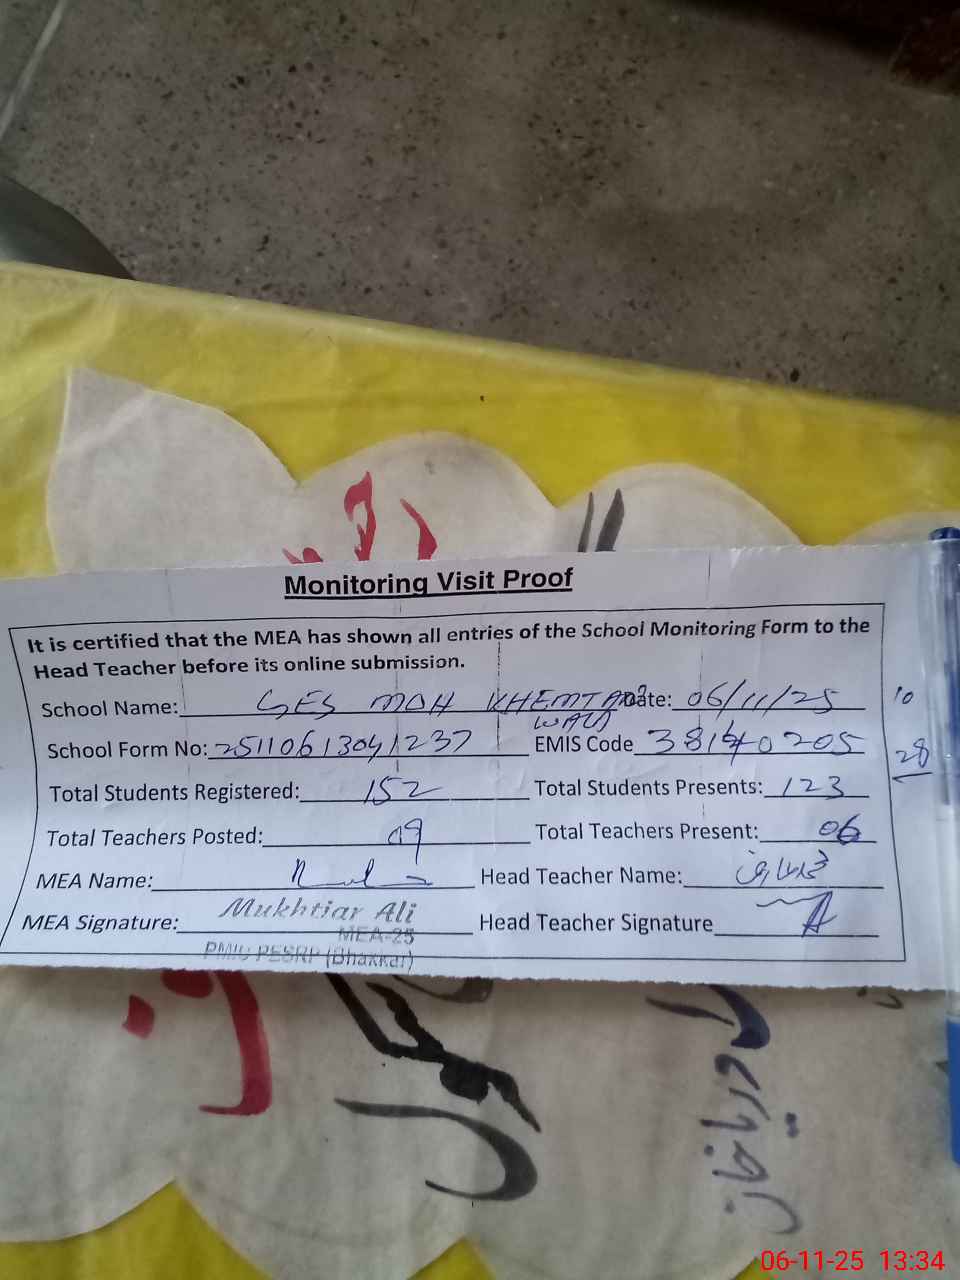 Monitoring Visit Proof
It is certified that the MEA has shown all entries of the School Monitoring Form to the
Head Teacher before its online submission.
School Name: GES MOH KHEMTA Date: 06/11/25
WALA
10
School Form No: 25110613041237 EMIS Code 38140205
28
Total Students Registered: 152 Total Students Presents: 123
Total Teachers Posted: 09 Total Teachers Present: 06
MEA Name: Head Teacher Name:
MEA Signature: Mukhtiar Ali Head Teacher Signature
MEA-25
PMIU PESRP (Bhakkar)
06-11-25 13:34